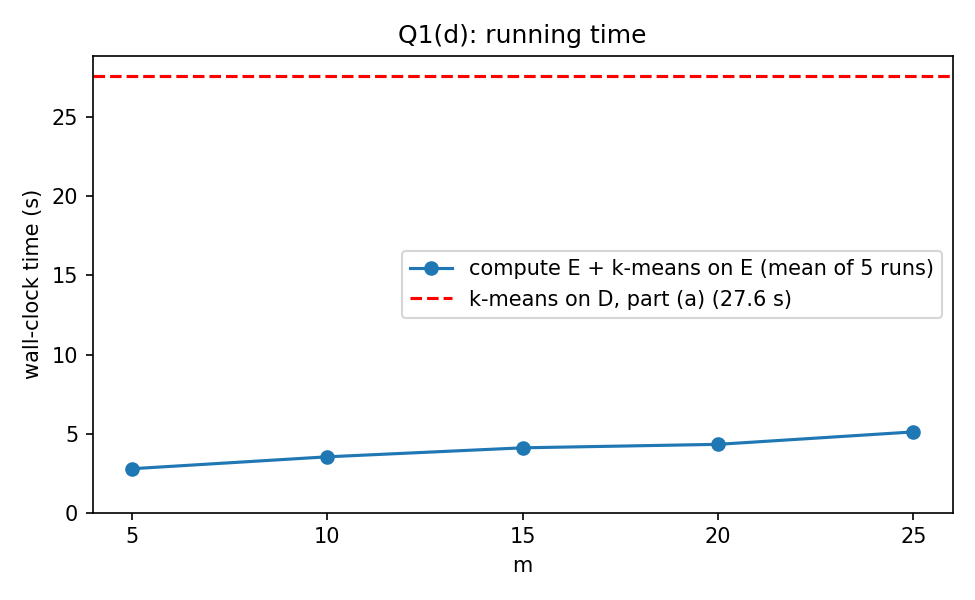 Q1(d): running time
wall-clock time (s)
25
20
15
10
5
0
compute E + k-means on E (mean of 5 runs)
k-means on D, part (a) (27.6 s)
5 10 15 20 25
m